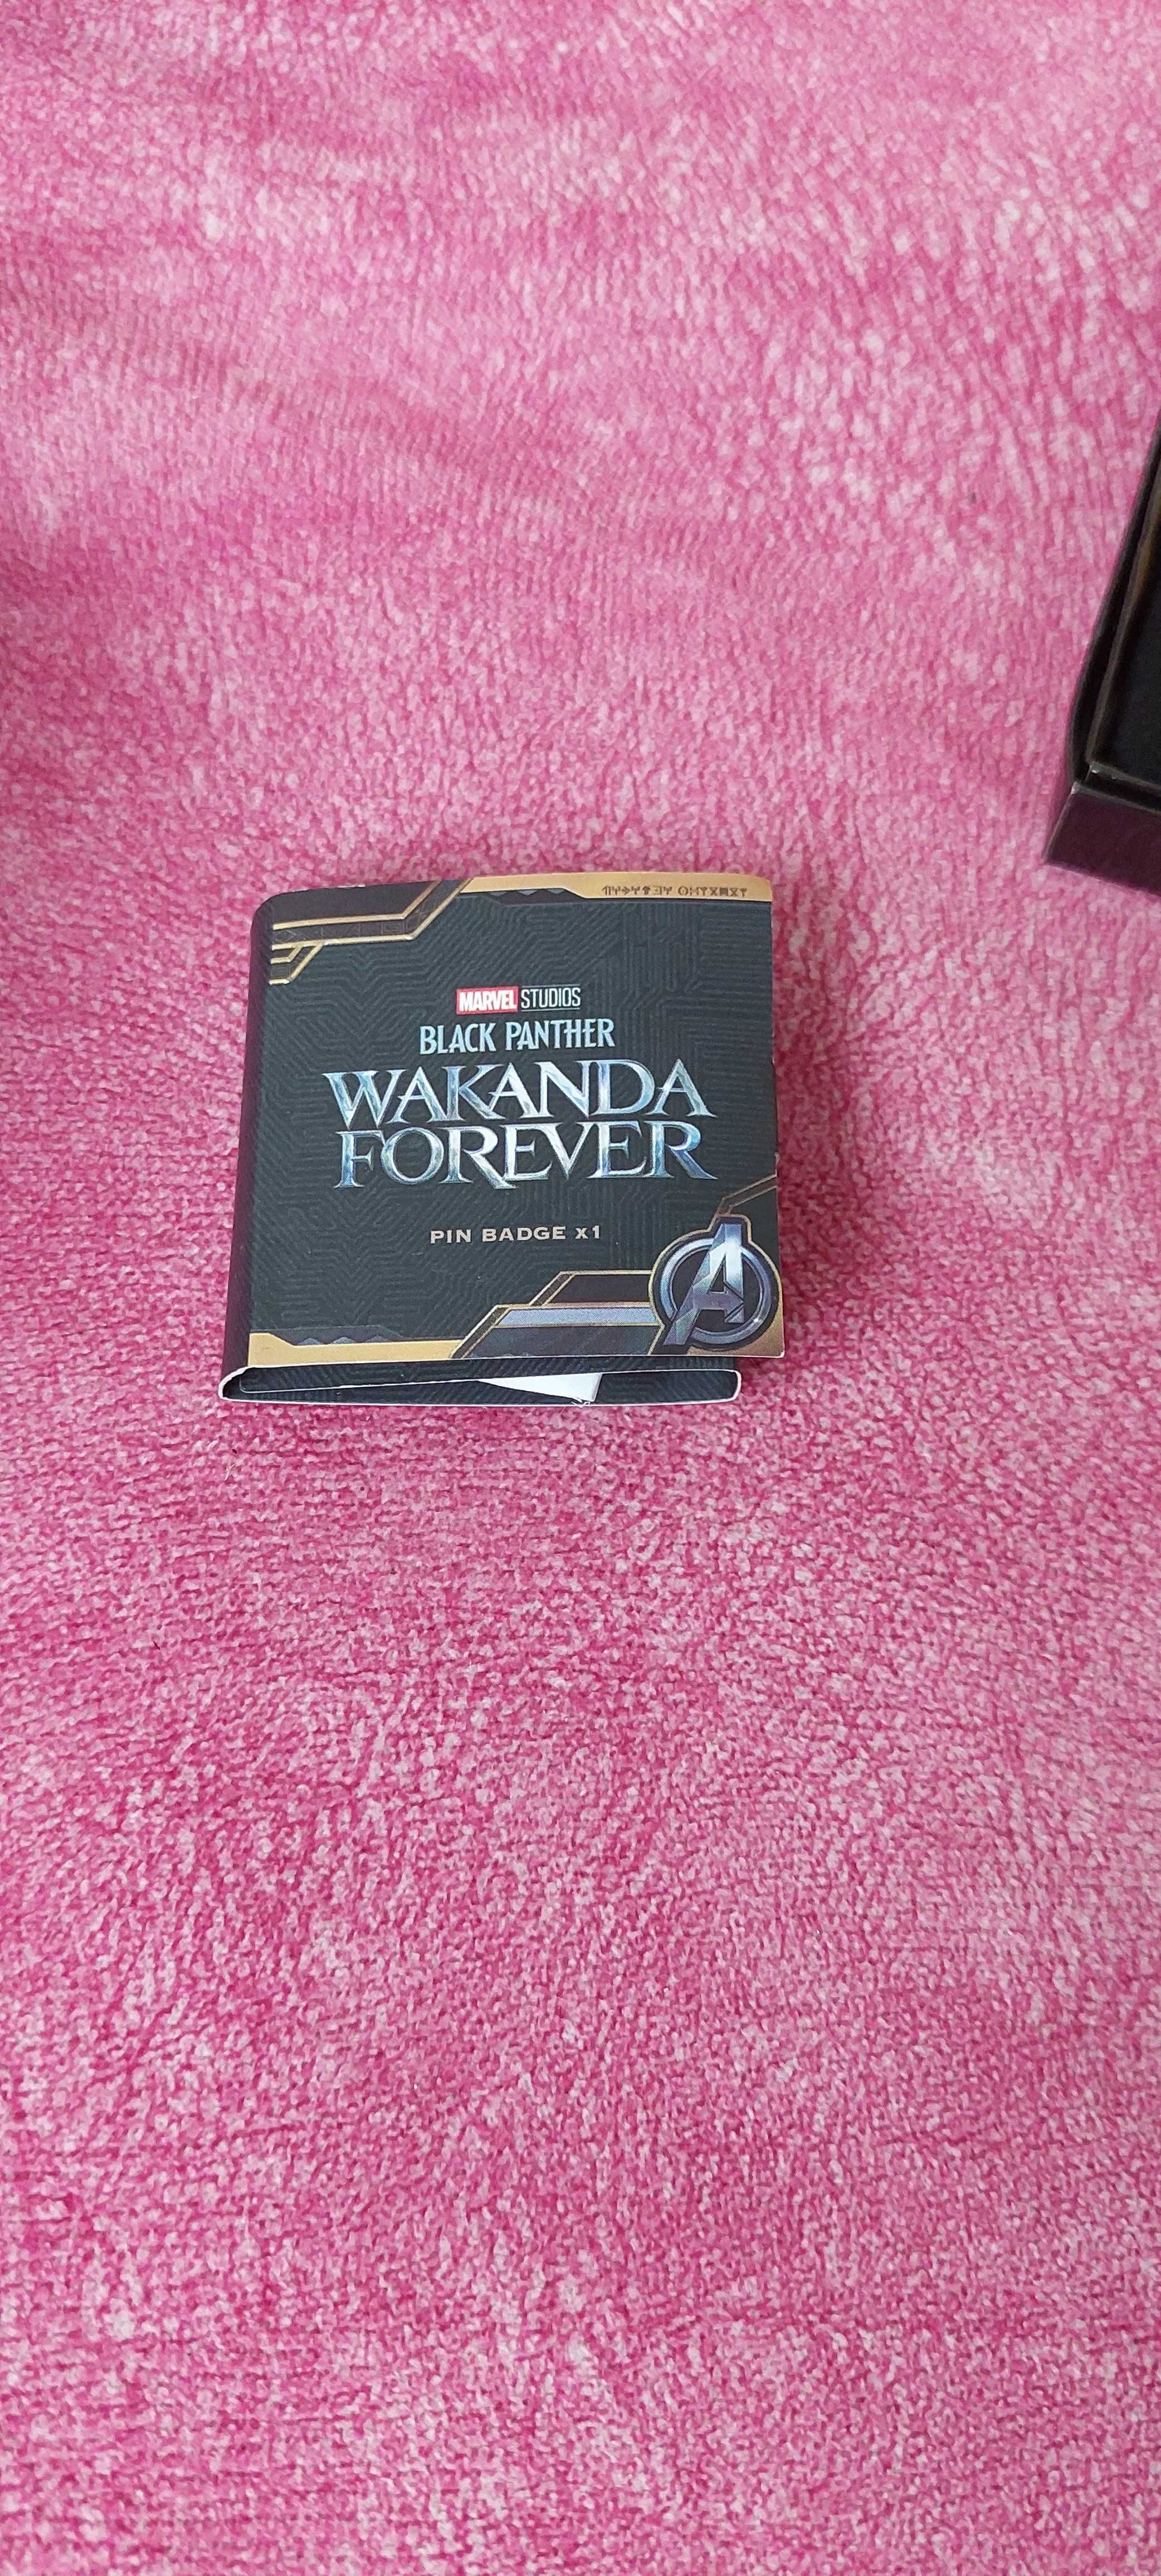 MARVEL STUDIOS
BLACK PANTHER
WAKANDA
FOREVER
PIN BADGE x1